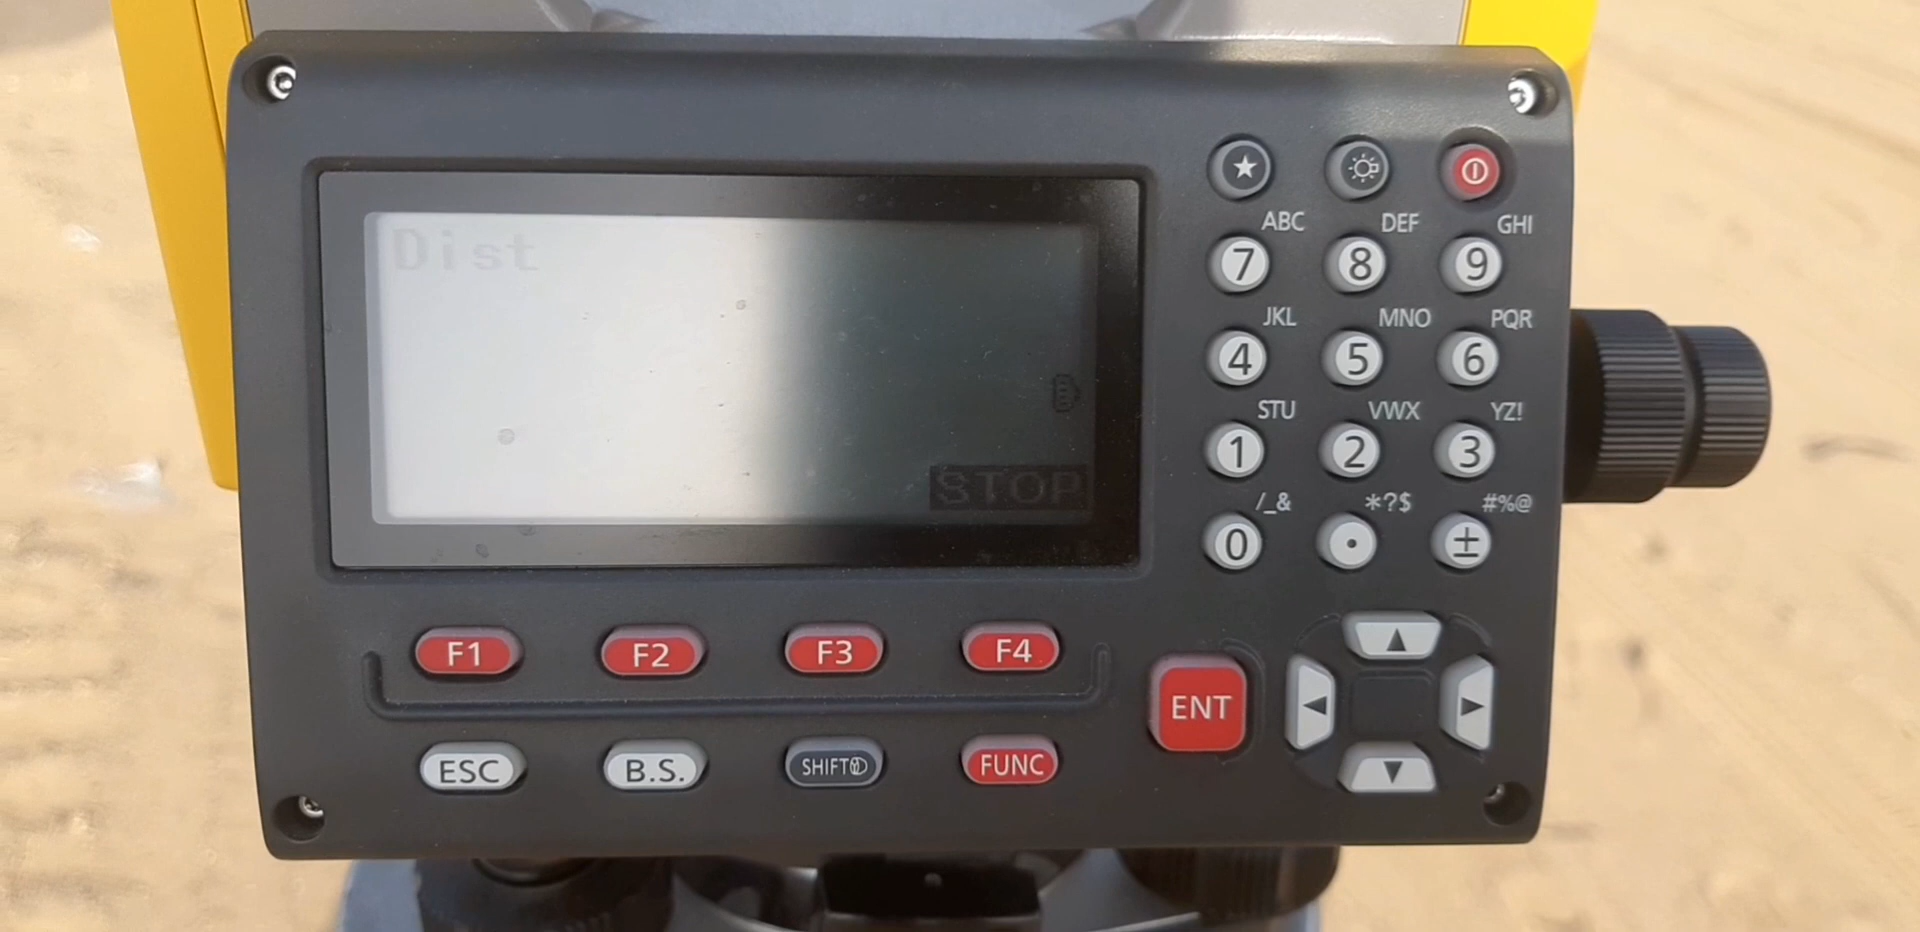 Dist
STOP
ABC DEF GHI
7 8 9
JKL MNO PQR
4 5 6
STU VWX YZ!
1 2 3
/_& *?$ #%@
0 . ±
F1 F2 F3 F4
ENT
ESC B.S. SHIFT FUNC